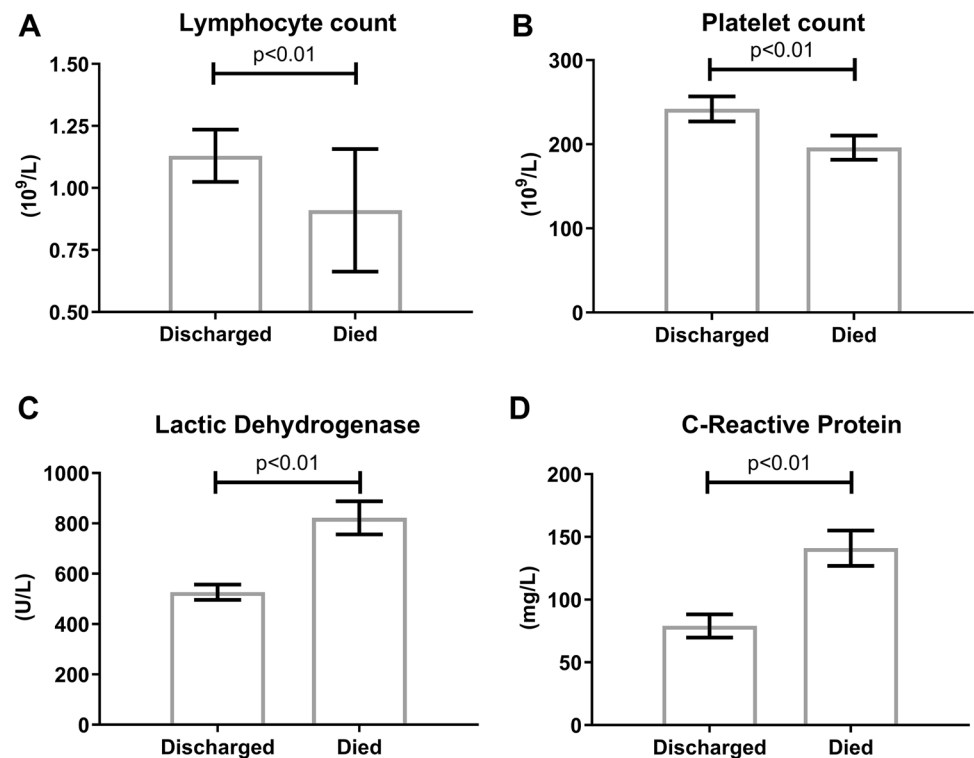 A
Lymphocyte count
p<0.01
1.50
1.25
1.00
0.75
0.50
(10⁹/L)
Discharged
Died
B
Platelet count
p<0.01
300
200
100
0
(10⁹/L)
Discharged
Died
C
Lactic Dehydrogenase
p<0.01
1000
800
600
400
200
0
(U/L)
Discharged
Died
D
C-Reactive Protein
p<0.01
200
150
100
50
0
(mg/L)
Discharged
Died